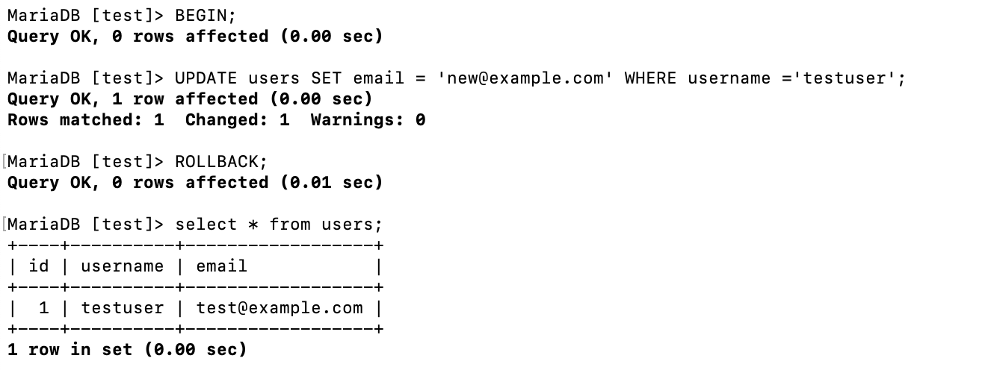 MariaDB [test]> BEGIN;
Query OK, 0 rows affected (0.00 sec)
MariaDB [test]> UPDATE users SET email = 'new@example.com' WHERE username ='testuser';
Query OK, 1 row affected (0.00 sec)
Rows matched: 1  Changed: 1  Warnings: 0
[MariaDB [test]> ROLLBACK;
Query OK, 0 rows affected (0.01 sec)
[MariaDB [test]> select * from users;
+----+----------+------------------+
| id | username | email            |
+----+----------+------------------+
|  1 | testuser | test@example.com |
+----+----------+------------------+
1 row in set (0.00 sec)